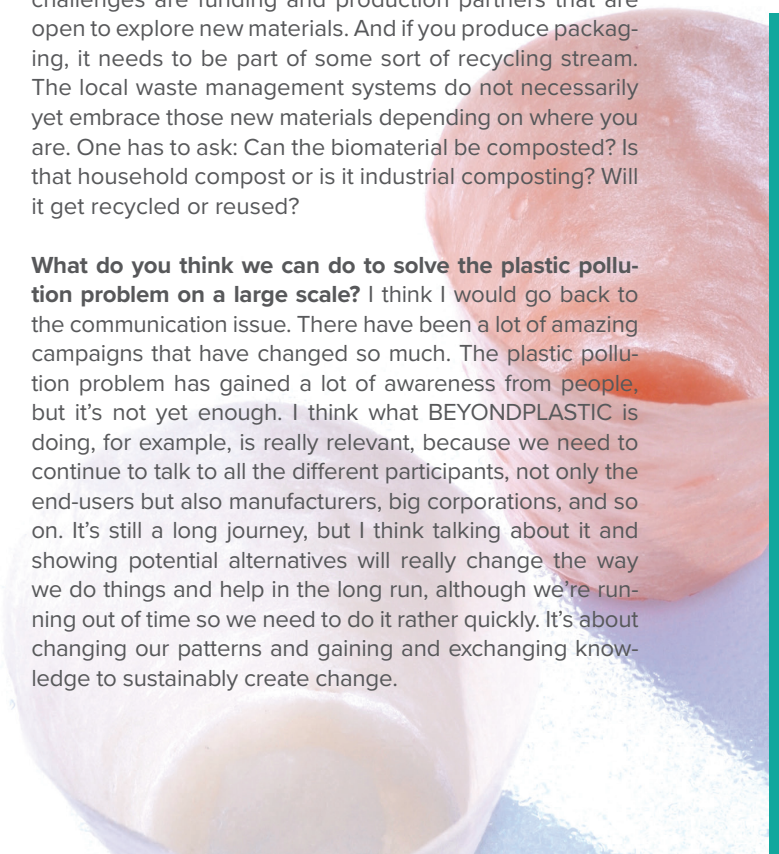 challenges are funding and production partners that are
open to explore new materials. And if you produce packag-
ing, it needs to be part of some sort of recycling stream.
The local waste management systems do not necessarily
yet embrace those new materials depending on where you
are. One has to ask: Can the biomaterial be composted? Is
that household compost or is it industrial composting? Will
it get recycled or reused?
What do you think we can do to solve the plastic pollu-
tion problem on a large scale? I think I would go back to
the communication issue. There have been a lot of amazing
campaigns that have changed so much. The plastic pollu-
tion problem has gained a lot of awareness from people,
but it's not yet enough. I think what BEYONDPLASTIC is
doing, for example, is really relevant, because we need to
continue to talk to all the different participants, not only the
end-users but also manufacturers, big corporations, and so
on. It's still a long journey, but I think talking about it and
showing potential alternatives will really change the way
we do things and help in the long run, although we're run-
ning out of time so we need to do it rather quickly. It's about
changing our patterns and gaining and exchanging know-
ledge to sustainably create change.